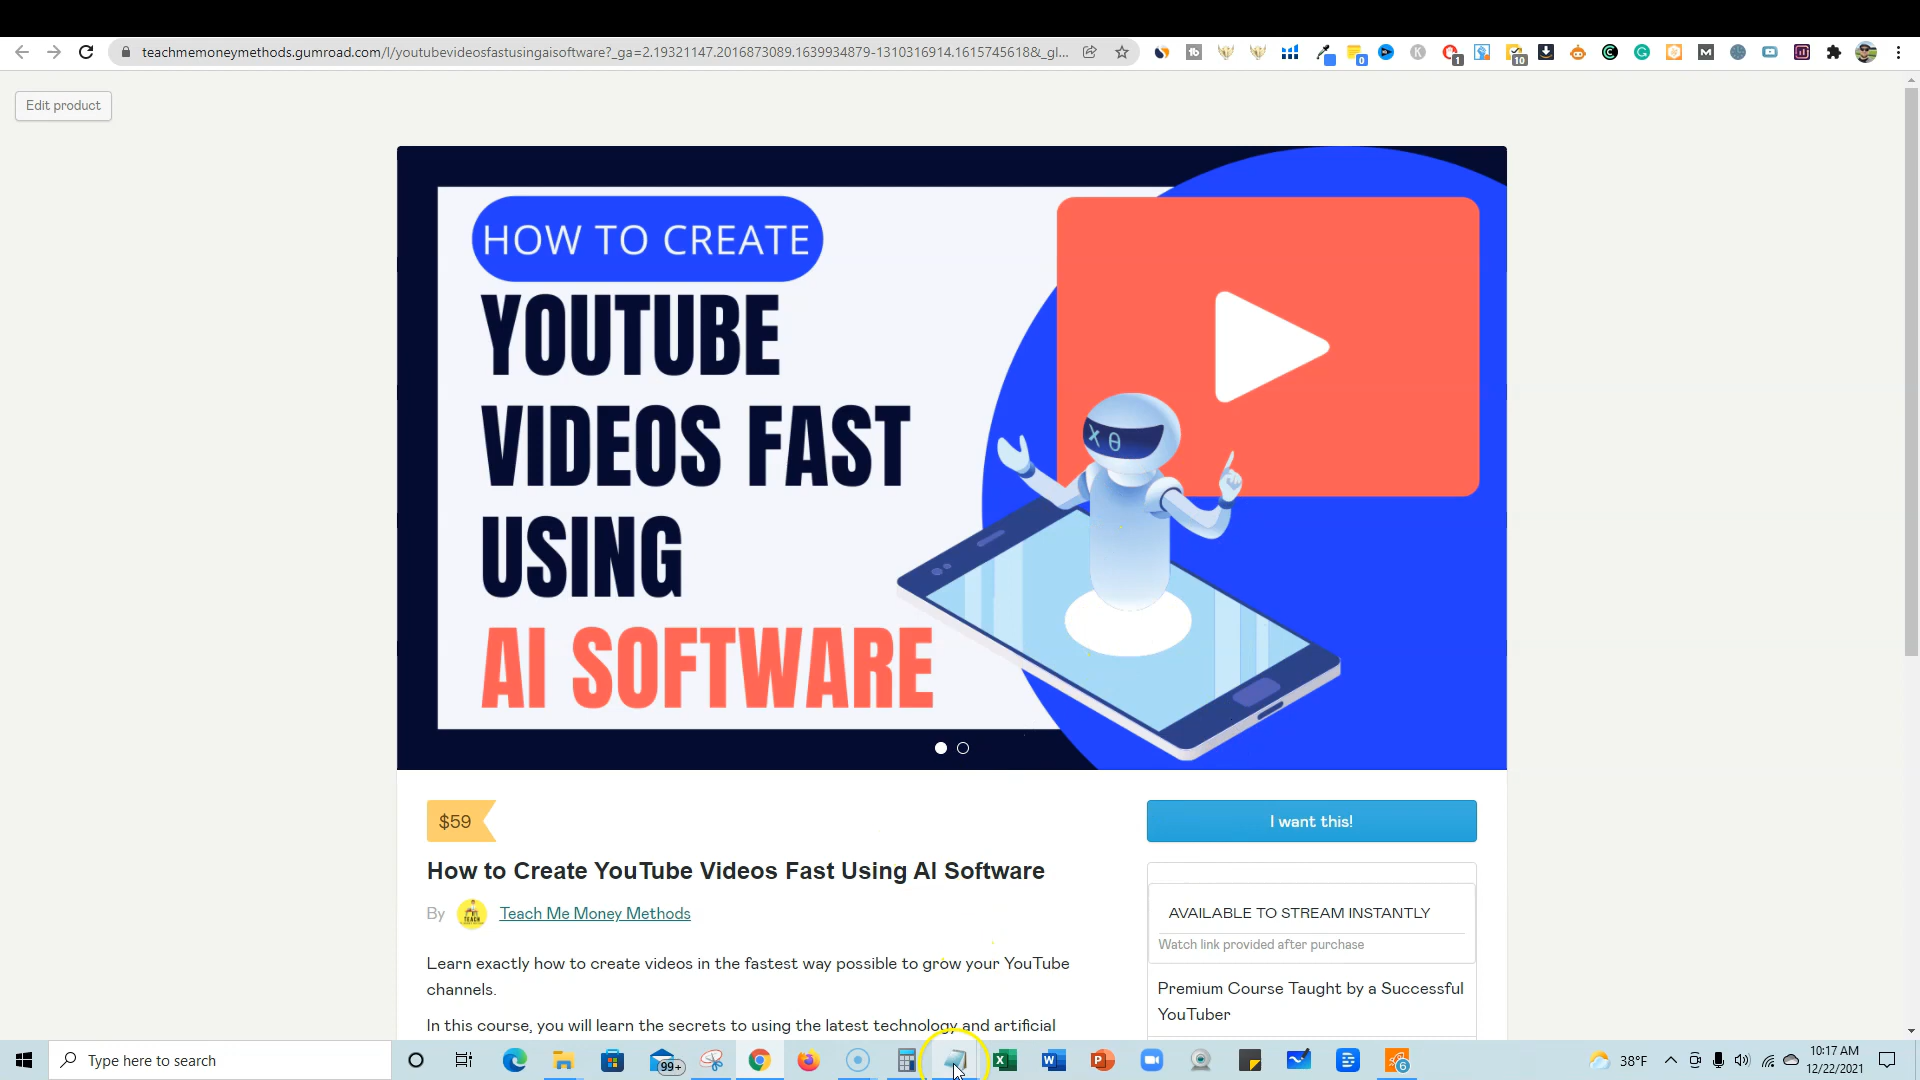 teachmemoneymethods.gumroad.com/l/youtubevideosfastusingaisoftware?_ga=2.19321147.2016873089.1639934879-1310316914.1615745618&_gl...
Edit product
HOW TO CREATE
YOUTUBE
VIDEOS FAST
USING
AI SOFTWARE
$59
I want this!
How to Create YouTube Videos Fast Using AI Software
By Teach Me Money Methods
AVAILABLE TO STREAM INSTANTLY
Watch link provided after purchase
Learn exactly how to create videos in the fastest way possible to grow your YouTube
channels.
Premium Course Taught by a Successful
YouTuber
In this course, you will learn the secrets to using the latest technology and artificial
Type here to search
99+
6
38°F
10:17 AM
12/22/2021